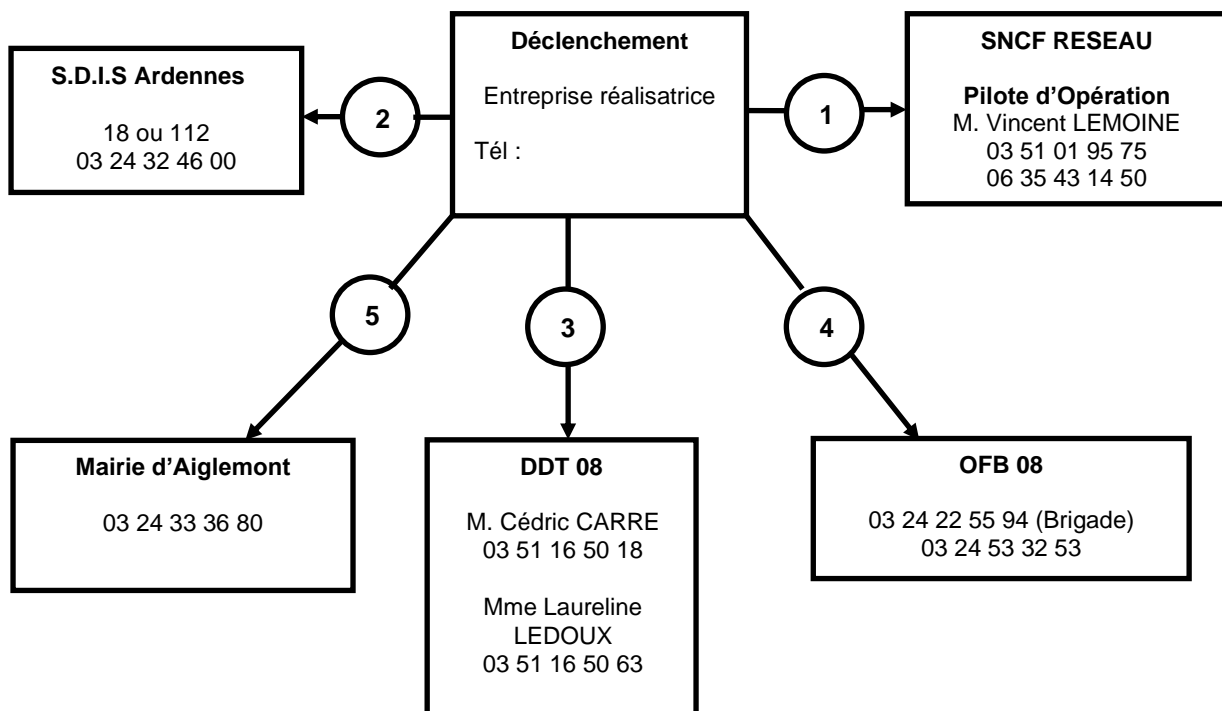 Déclenchement
Entreprise réalisatrice
Tél :
SNCF RESEAU
Pilote d’Opération
M. Vincent LEMOINE
03 51 01 95 75
06 35 43 14 50
S.D.I.S Ardennes
18 ou 112
03 24 32 46 00
2
1
5
3
4
Mairie d’Aiglemont
03 24 33 36 80
DDT 08
M. Cédric CARRE
03 51 16 50 18
Mme Laureline
LEDOUX
03 51 16 50 63
OFB 08
03 24 22 55 94 (Brigade)
03 24 53 32 53